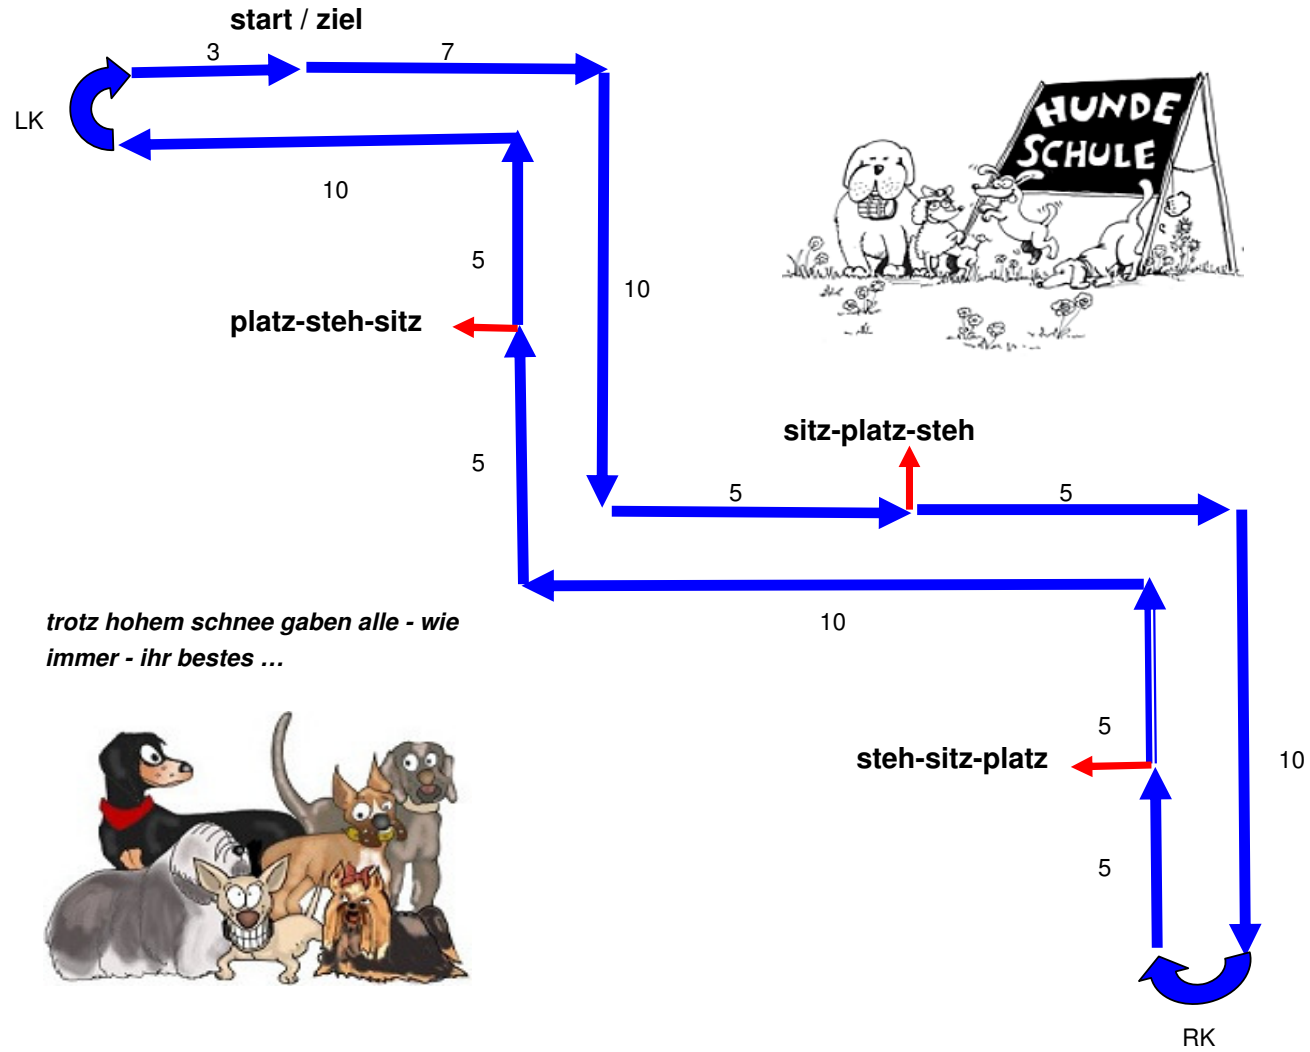 start / ziel
3
7
LK
HUNDE
SCHULE
10
5
10
platz-steh-sitz
sitz-platz-steh
5
5
5
10
trotz hohem schnee gaben alle - wie
immer - ihr bestes …
5
steh-sitz-platz
10
5
RK